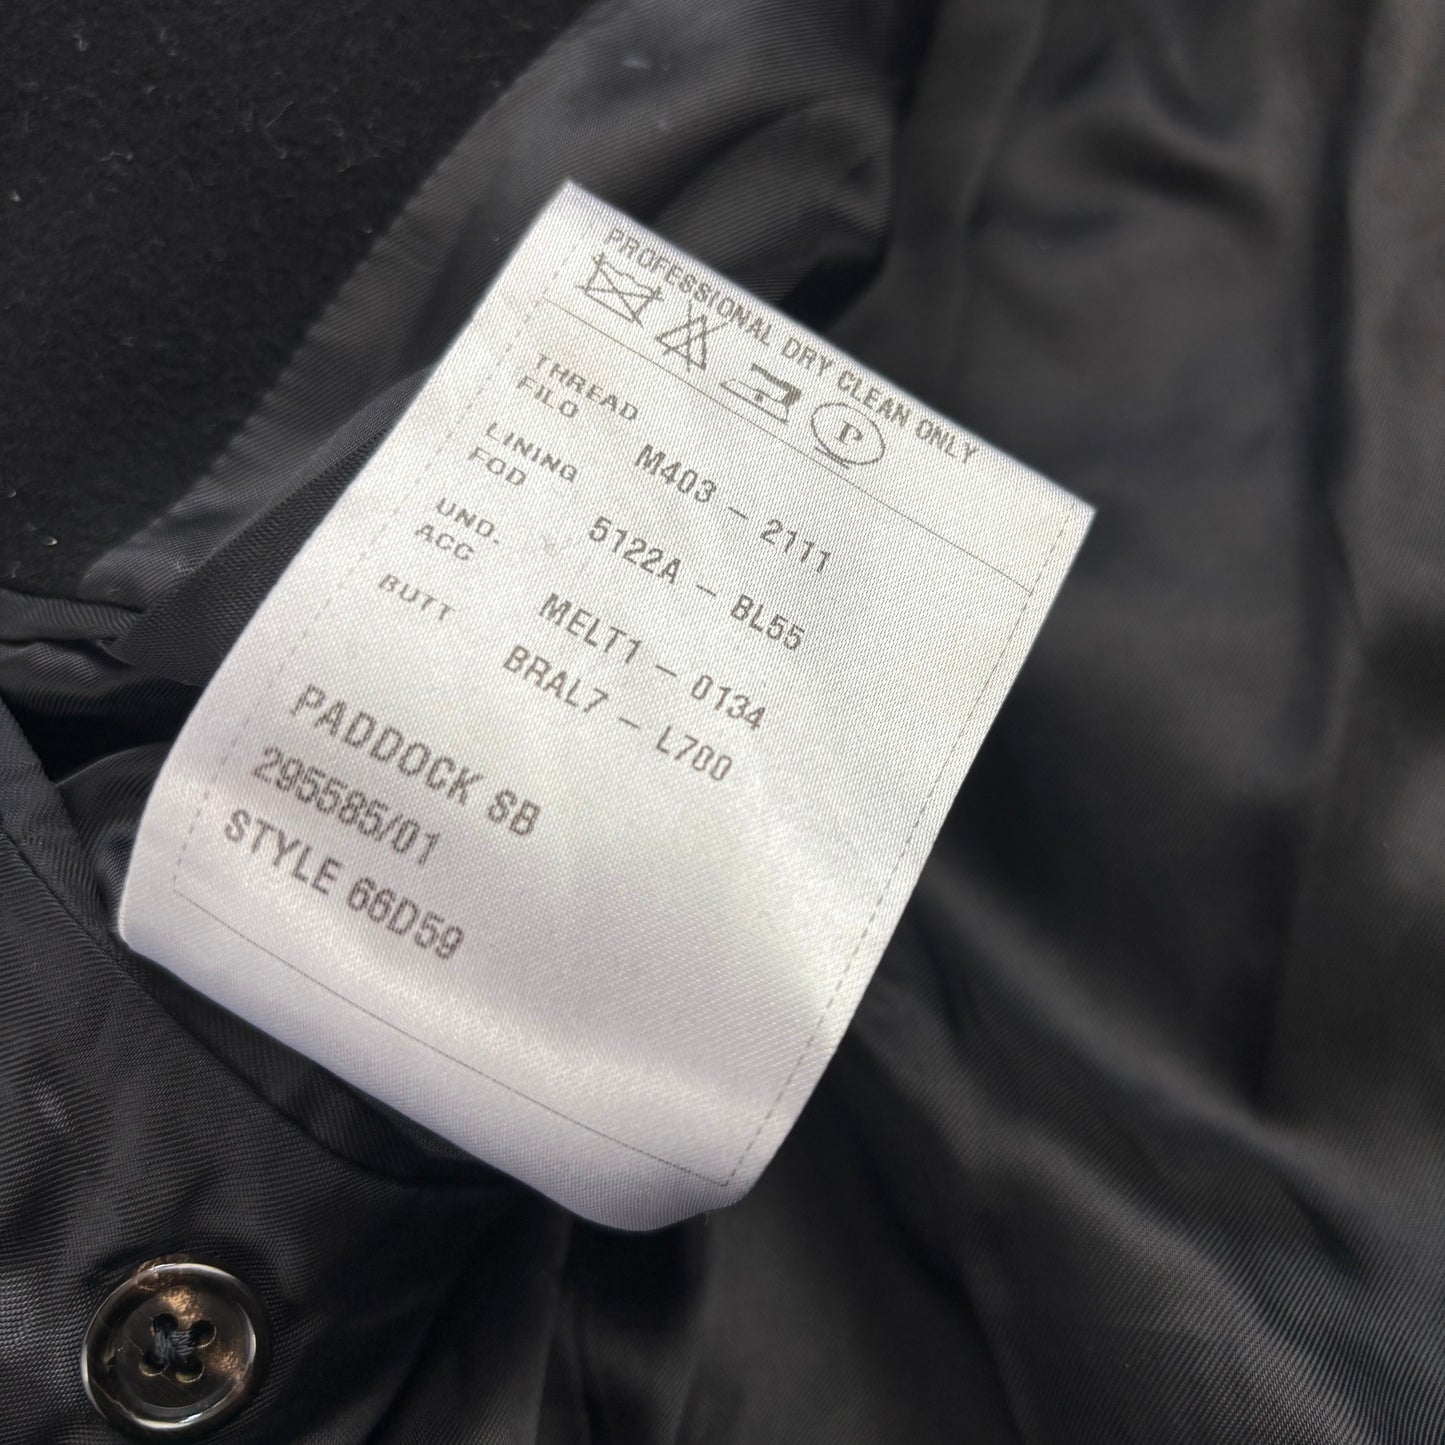 PROFESSIONAL DRY CLEAN ONLY
P
THREAD
FILO M403 – 2111
LINING
FOD 5122A – BL55
UND.
ACC MELT1 – 0134
BUTT BRAL7 – L700
PADDOCK SB
295585/01
STYLE 66D59